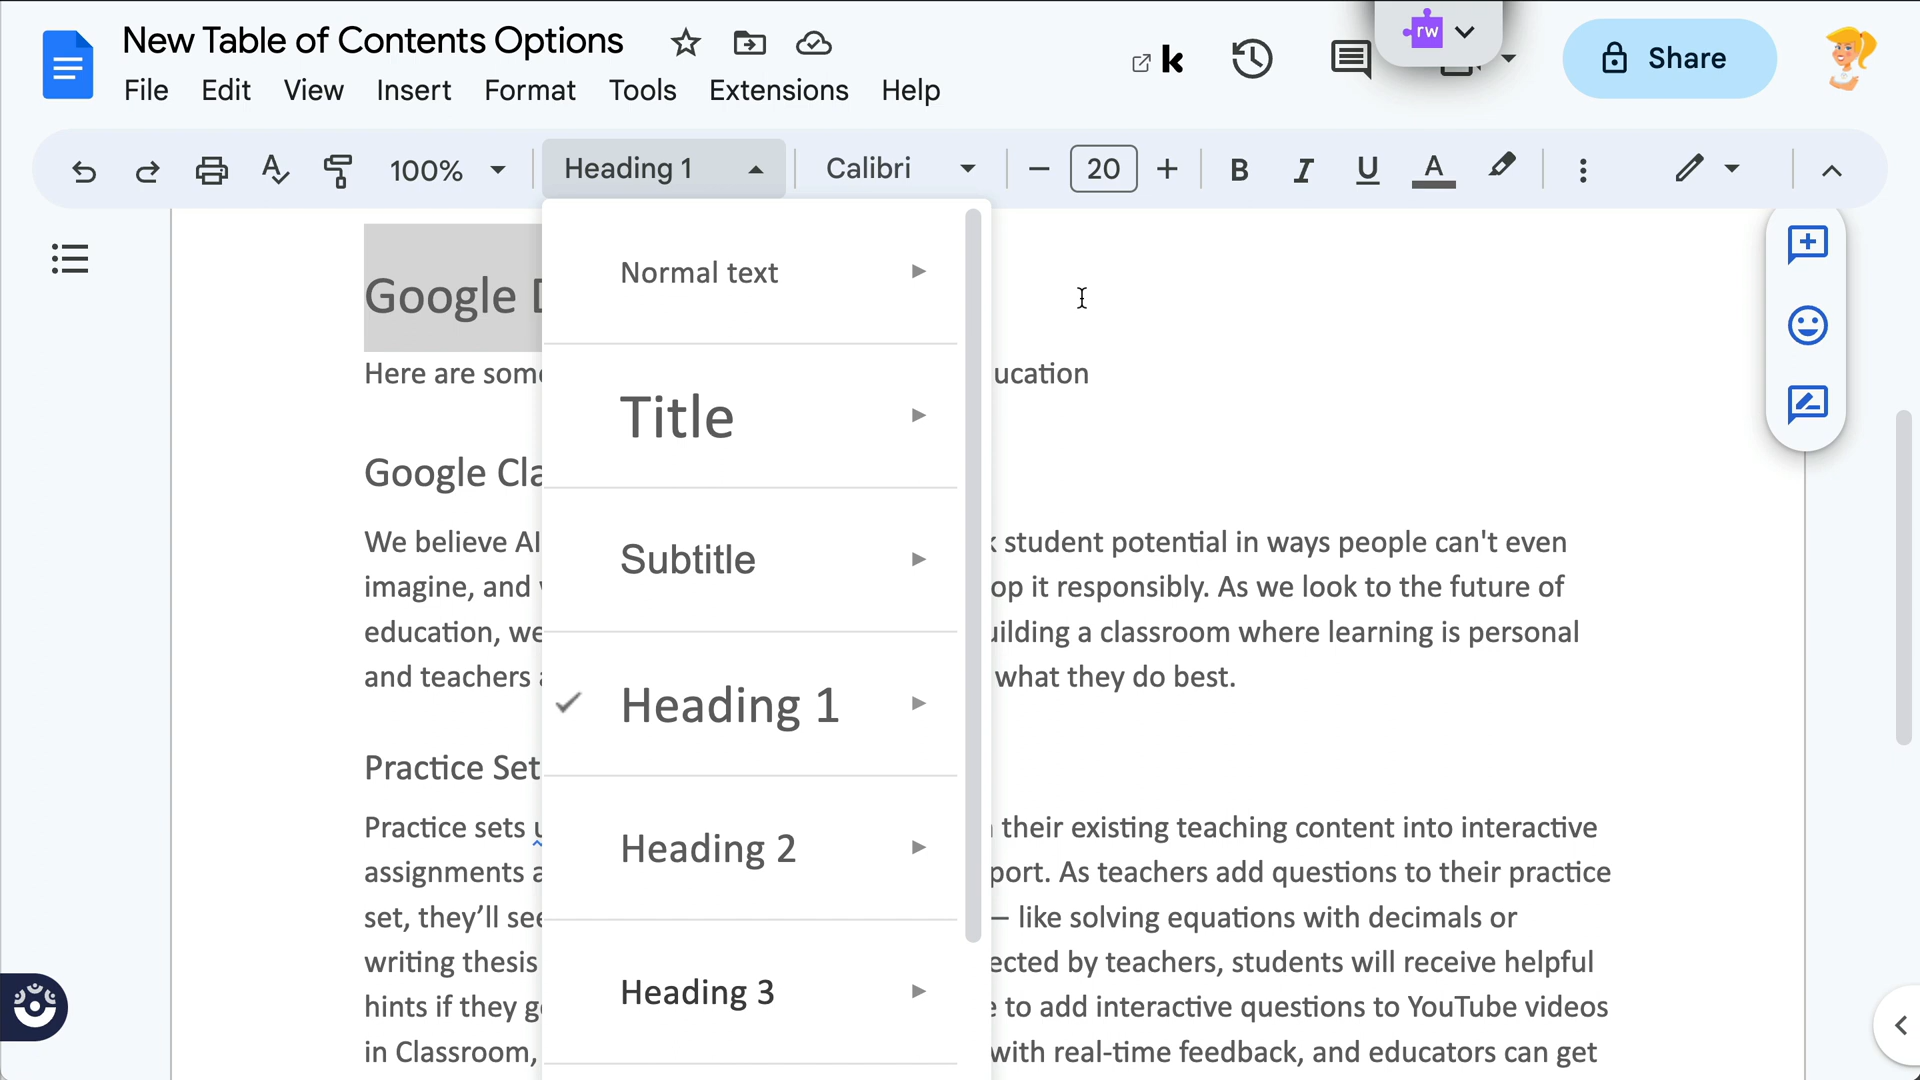 New Table of Contents Options
k
rw
Share
File Edit View Insert Format Tools Extensions Help
100% Heading 1 Calibri 20 B I U A
Normal text
Google
Here are some ucation
Title
Google Cla
Subtitle
We believe AI student potential in ways people can't even
imagine, and op it responsibly. As we look to the future of
education, we uilding a classroom where learning is personal
and teachers what they do best.
Heading 1
Practice Set
Heading 2
Practice sets their existing teaching content into interactive
assignments port. As teachers add questions to their practice
set, they’ll see – like solving equations with decimals or
writing thesis ected by teachers, students will receive helpful
Heading 3
hints if they to add interactive questions to YouTube videos
in Classroom, with real-time feedback, and educators can get